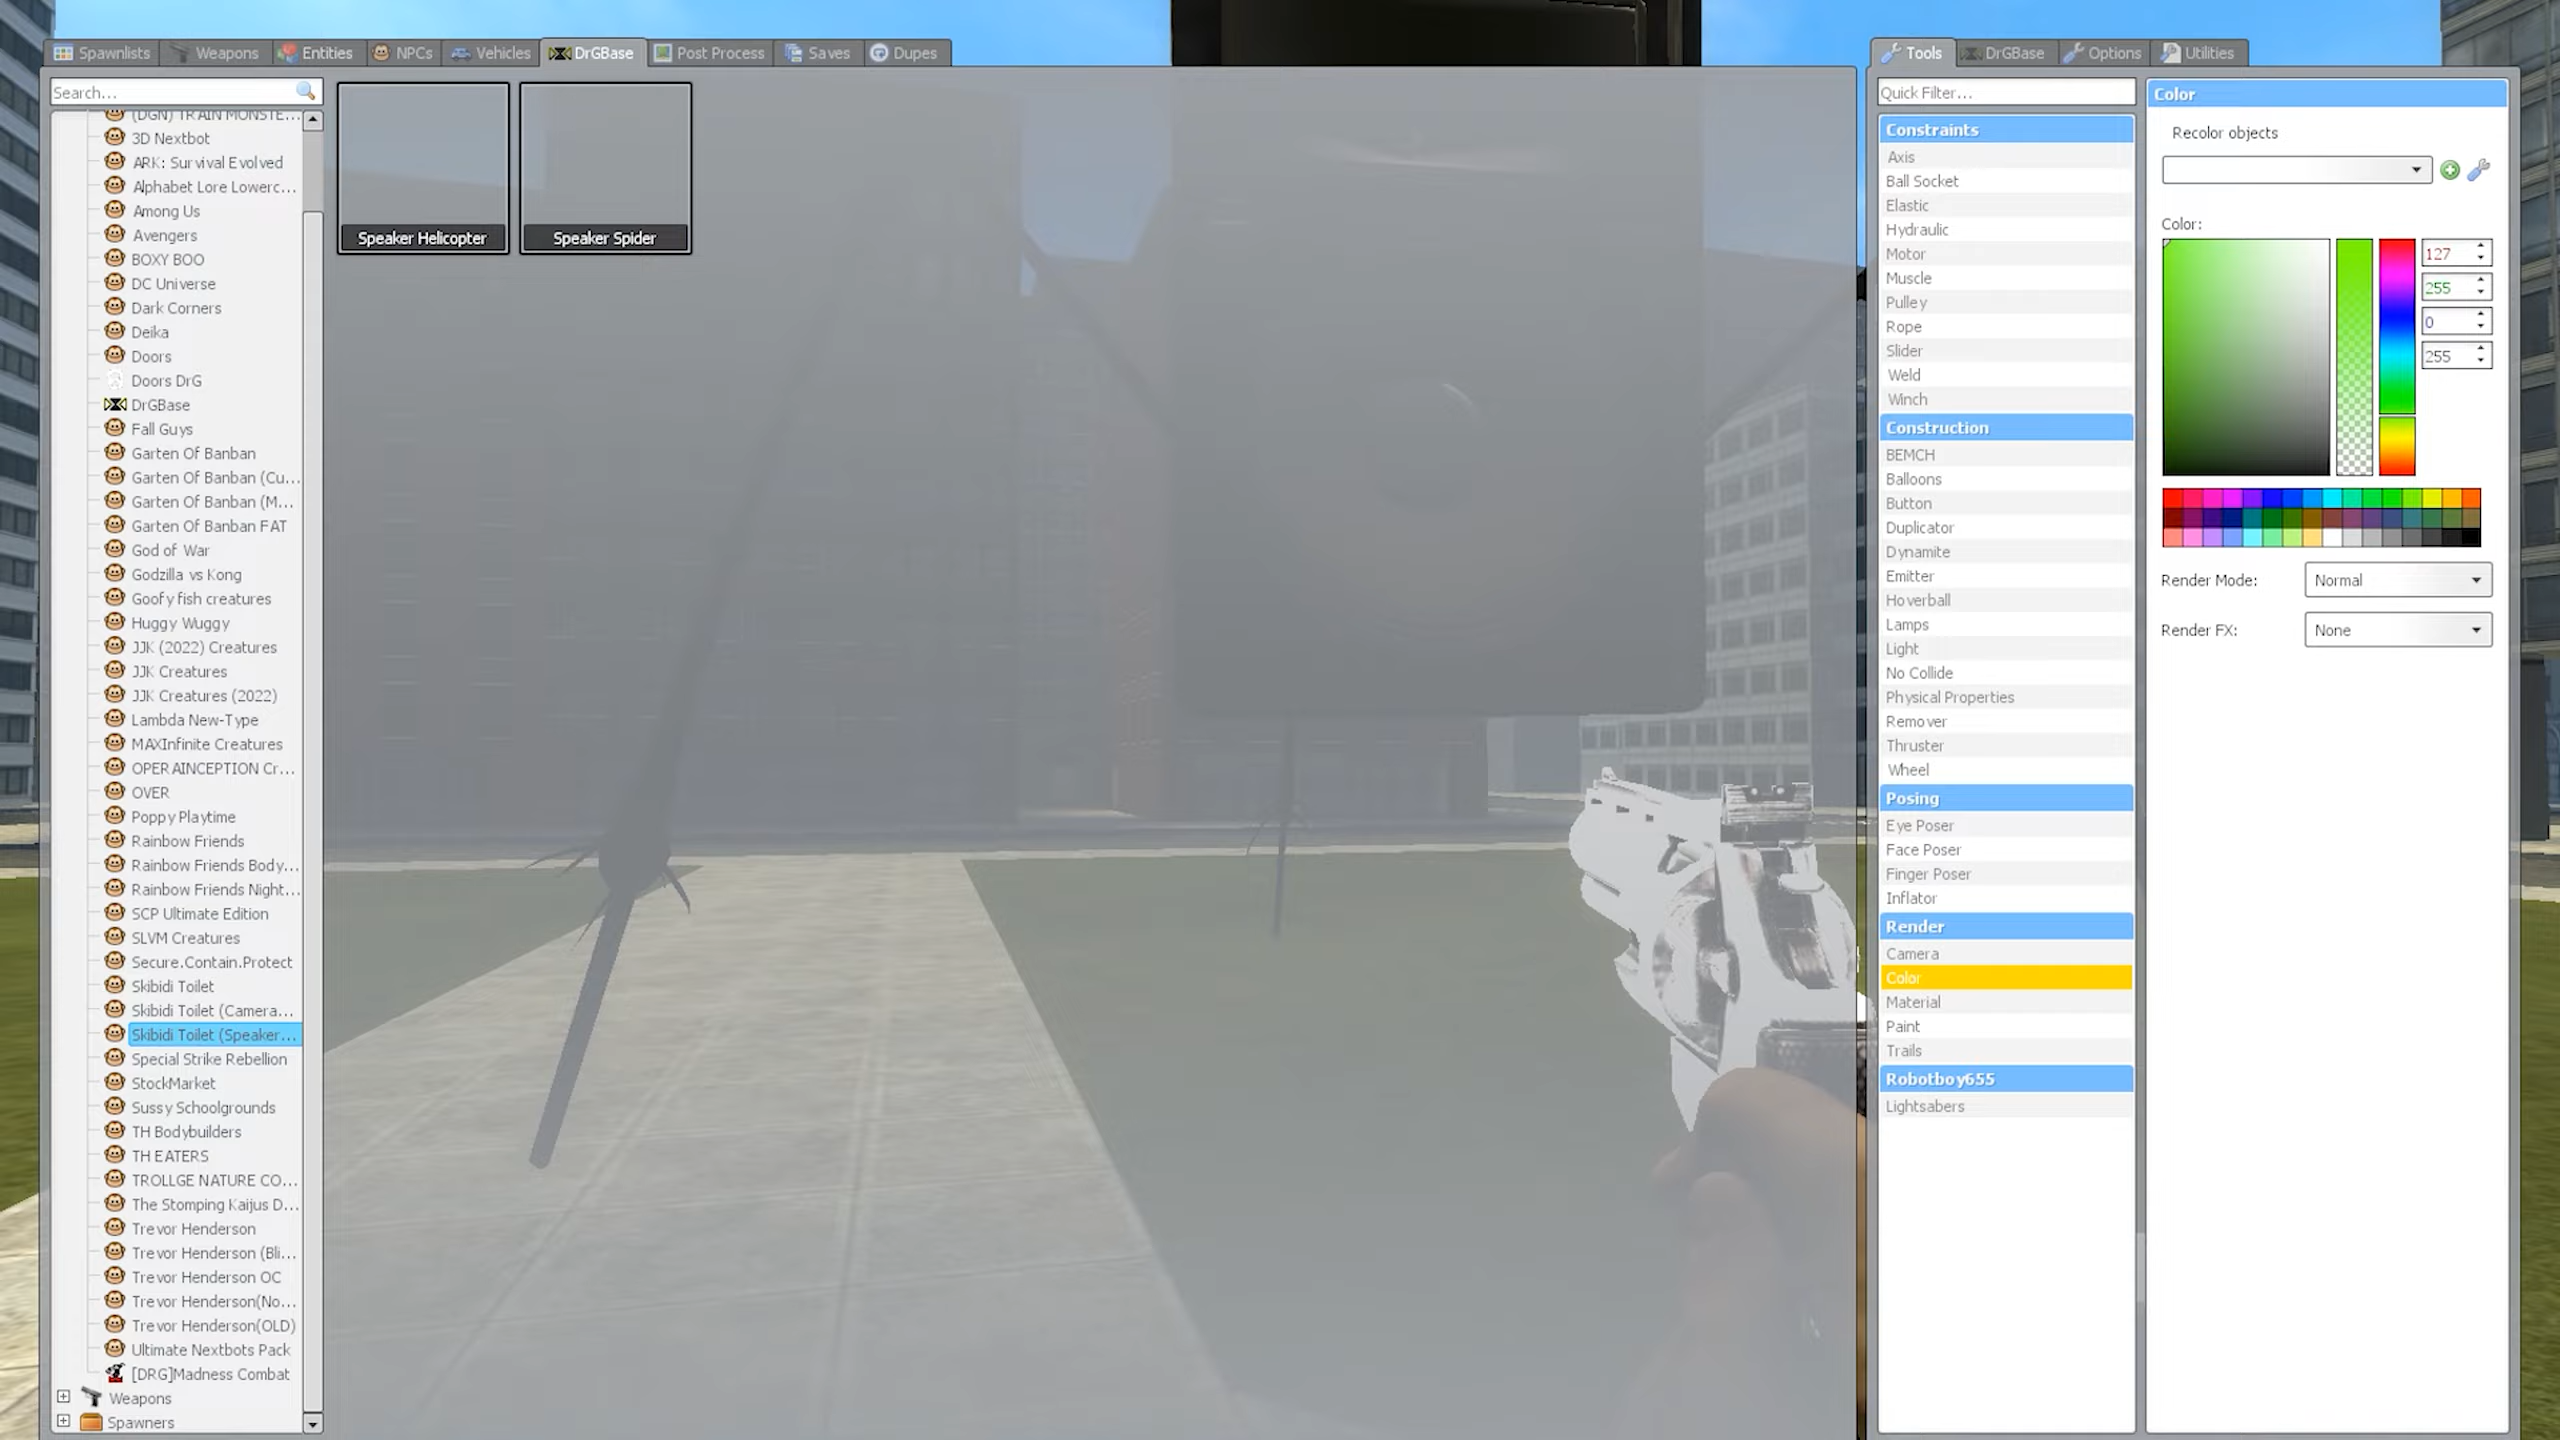 Spawnlists
Weapons
Entities
NPCs
Vehicles
DrGBase
Post Process
Saves
Dupes
Search...
(DGN) TRAIN MONSTE...
3D Nextbot
ARK: Survival Evolved
Alphabet Lore Lowerc...
Among Us
Avengers
BOXY BOO
DC Universe
Dark Corners
Deika
Doors
Doors DrG
DrGBase
Fall Guys
Garten Of Banban
Garten Of Banban (Cu...
Garten Of Banban (M...
Garten Of Banban FAT
God of War
Godzilla vs Kong
Goofy fish creatures
Huggy Wuggy
JJK (2022) Creatures
JJK Creatures
JJK Creatures (2022)
Lambda New-Type
MAXInfinite Creatures
OPERAINCEPTION Cr...
OVER
Poppy Playtime
Rainbow Friends
Rainbow Friends Body...
Rainbow Friends Night...
SCP Ultimate Edition
SLVM Creatures
Secure.Contain.Protect
Skibidi Toilet
Skibidi Toilet (Camera...
Skibidi Toilet (Speaker...
Special Strike Rebellion
StockMarket
Sussy Schoolgrounds
TH Bodybuilders
TH EATERS
TROLLGE NATURE CO...
The Stomping Kaijus D...
Trevor Henderson
Trevor Henderson (Bli...
Trevor Henderson OC
Trevor Henderson(No...
Trevor Henderson(OLD)
Ultimate Nextbots Pack
[DRG]Madness Combat
Weapons
Spawners
Speaker Helicopter
Speaker Spider
Tools
DrGBase
Options
Utilities
Quick Filter...
Constraints
Axis
Ball Socket
Elastic
Hydraulic
Motor
Muscle
Pulley
Rope
Slider
Weld
Winch
Construction
BEMCH
Balloons
Button
Duplicator
Dynamite
Emitter
Hoverball
Lamps
Light
No Collide
Physical Properties
Remover
Thruster
Wheel
Posing
Eye Poser
Face Poser
Finger Poser
Inflator
Render
Camera
Color
Material
Paint
Trails
Robotboy655
Lightsabers
Color
Recolor objects
Color:
127
255
0
255
Render Mode:
Normal
Render FX:
None